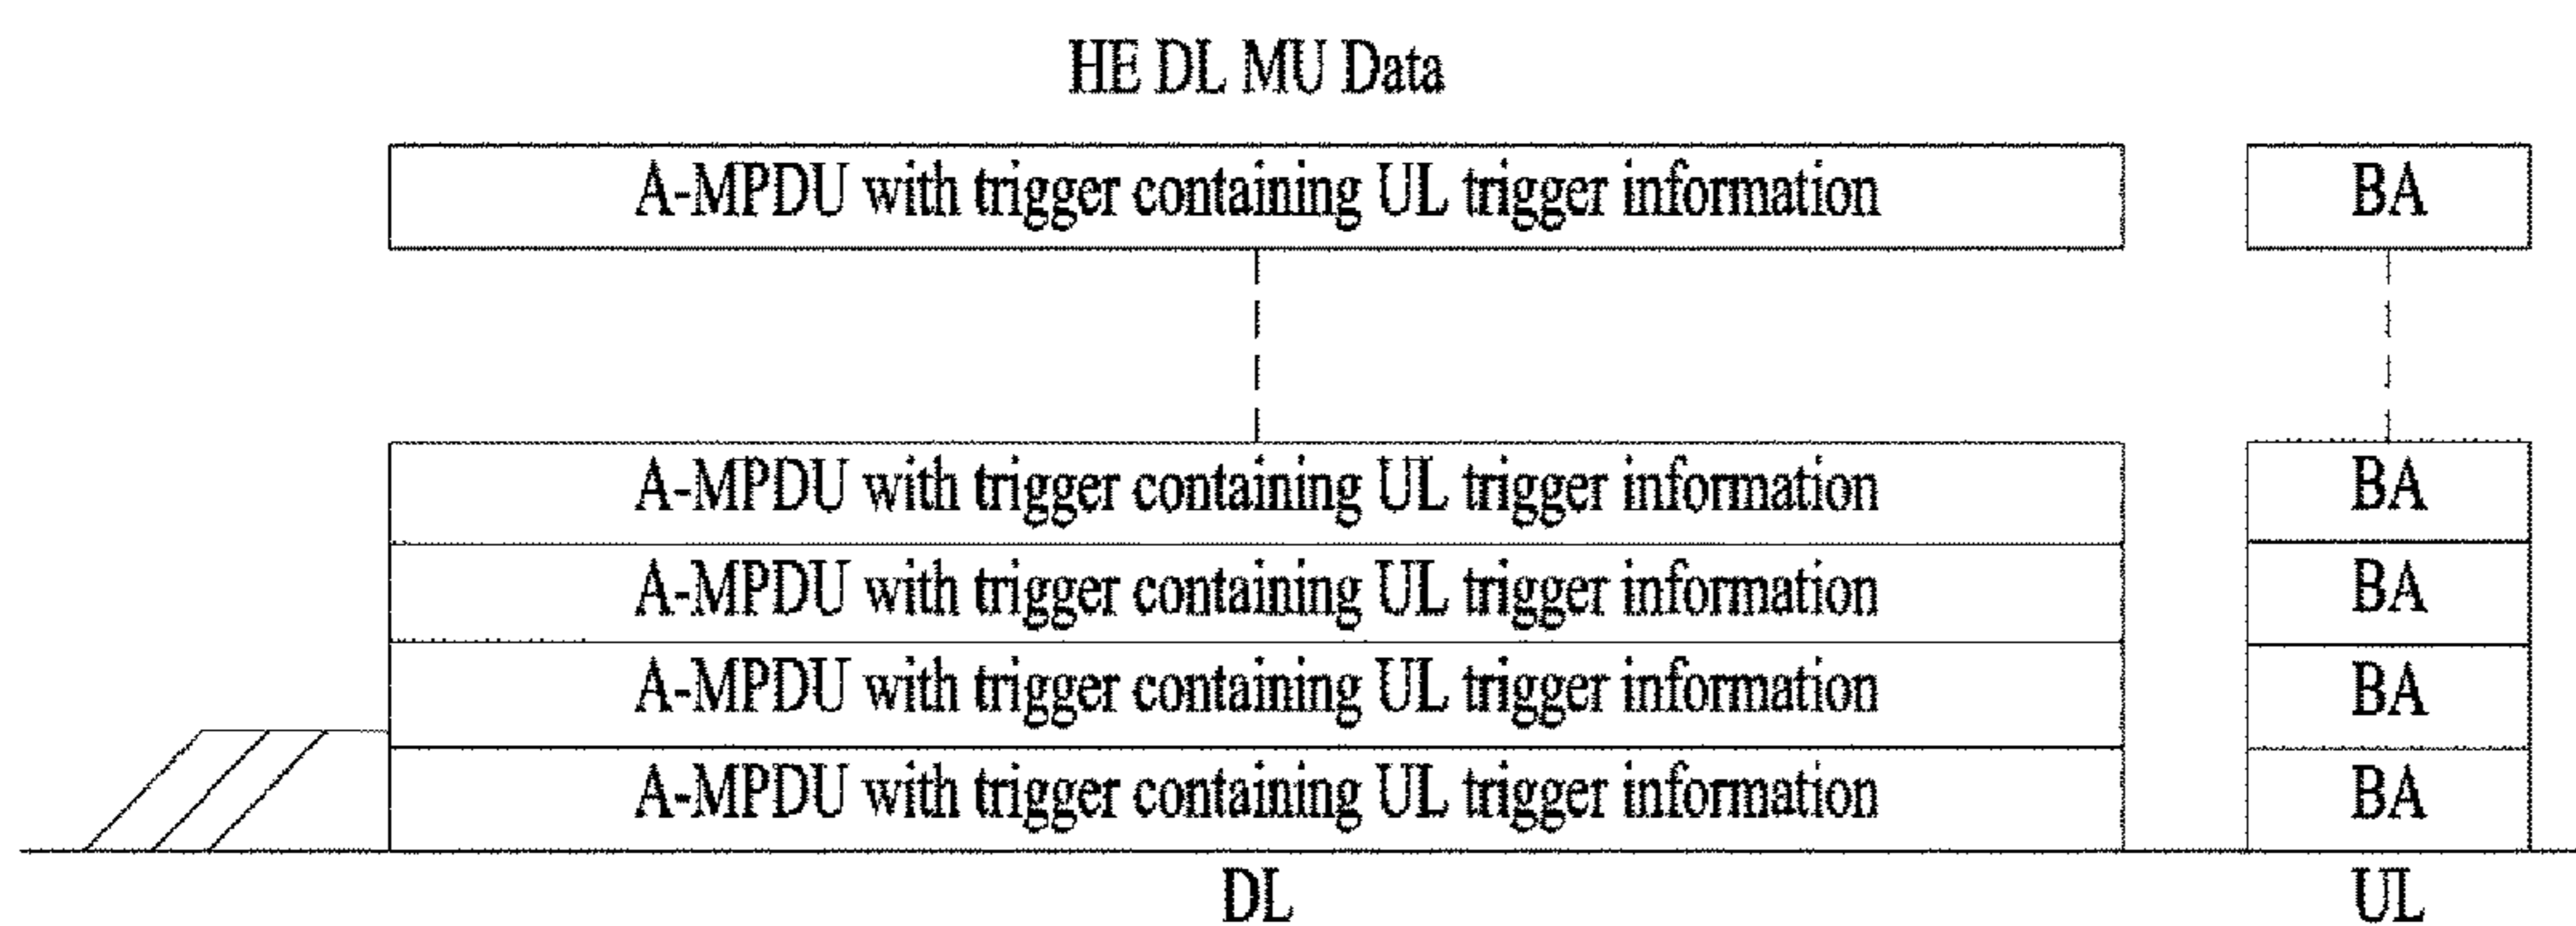 HE DL MU Data
A-MPDU with trigger containing UL trigger information BA
A-MPDU with trigger containing UL trigger information BA
A-MPDU with trigger containing UL trigger information BA
A-MPDU with trigger containing UL trigger information BA
A-MPDU with trigger containing UL trigger information BA
DL UL